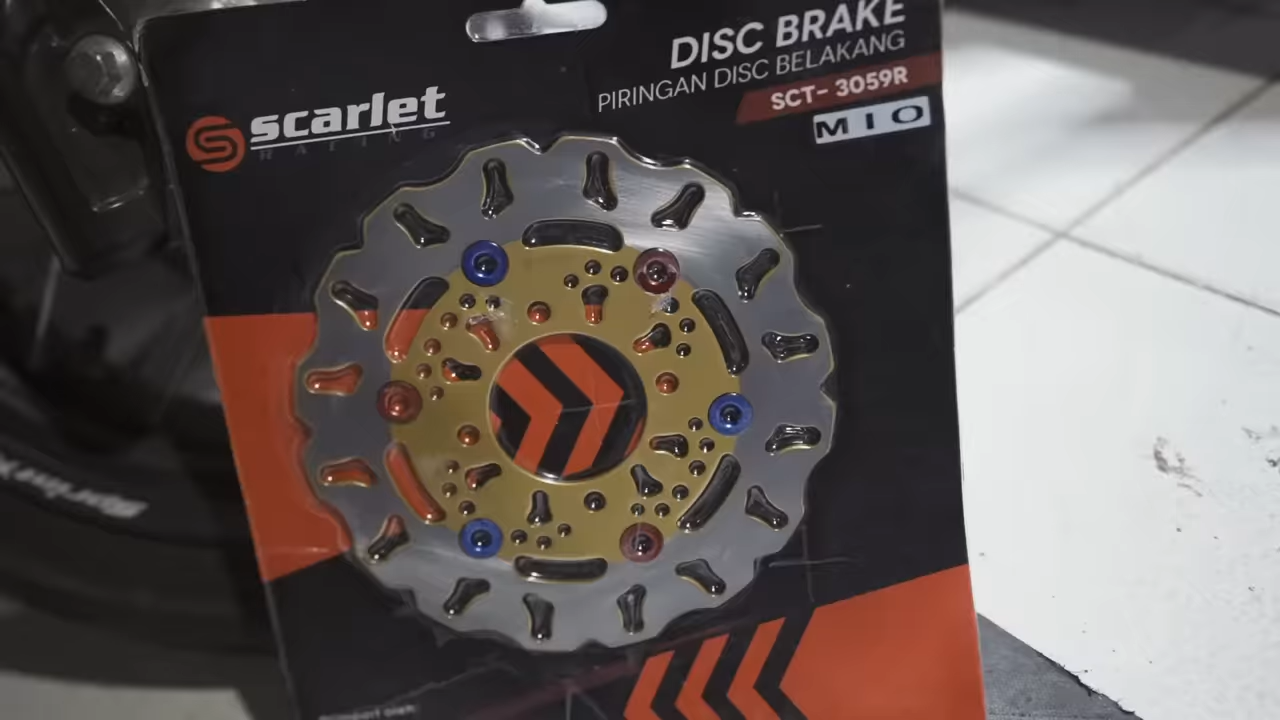 DISC BRAKE
PIRINGAN DISC BELAKANG
SCT- 3059R
MIO
scarlet
RACING